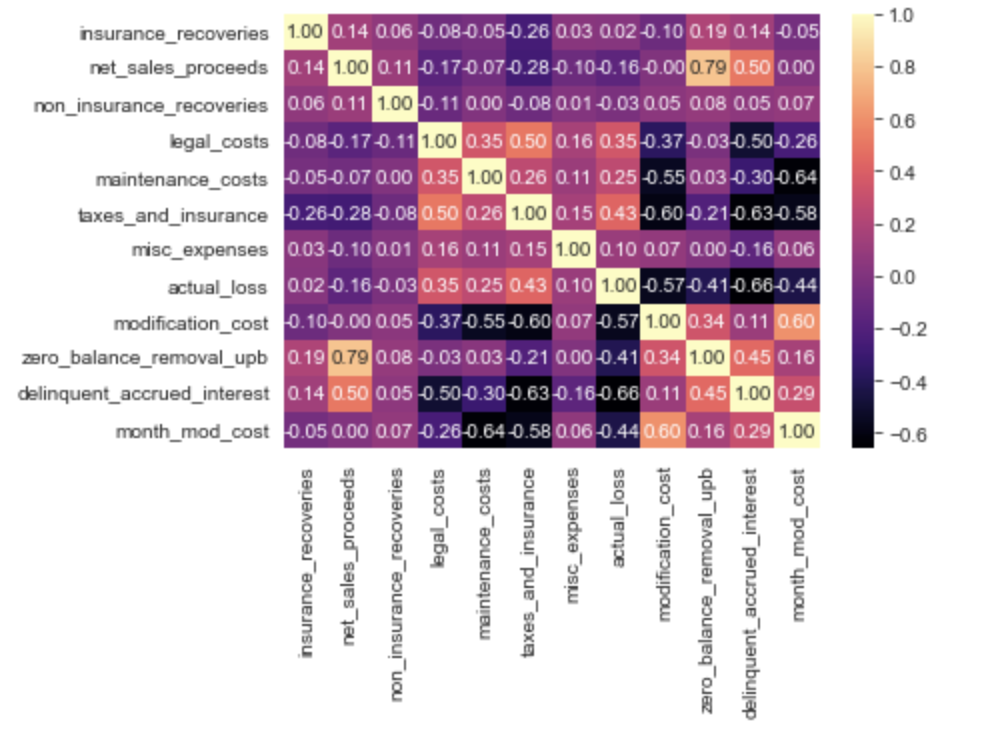 insurance_recoveries 1.00 0.14 0.06 -0.08 -0.05 -0.26 0.03 0.02 -0.10 0.19 0.14 -0.05
net_sales_proceeds 0.14 1.00 0.11 -0.17 -0.07 -0.28 -0.10 -0.16 -0.00 0.79 0.50 0.00
non_insurance_recoveries 0.06 0.11 1.00 -0.11 0.00 -0.08 0.01 -0.03 0.05 0.08 0.05 0.07
legal_costs -0.08 -0.17 -0.11 1.00 0.35 0.50 0.16 0.35 -0.37 -0.03 -0.50 -0.26
maintenance_costs -0.05 -0.07 0.00 0.35 1.00 0.26 0.11 0.25 -0.55 0.03 -0.30 -0.64
taxes_and_insurance -0.26 -0.28 -0.08 0.50 0.26 1.00 0.15 0.43 -0.60 -0.21 -0.63 -0.58
misc_expenses 0.03 -0.10 0.01 0.16 0.11 0.15 1.00 0.10 0.07 0.00 -0.16 0.06
actual_loss 0.02 -0.16 -0.03 0.35 0.25 0.43 0.10 1.00 -0.57 -0.41 -0.66 -0.44
modification_cost -0.10 -0.00 0.05 -0.37 -0.55 -0.60 0.07 -0.57 1.00 0.34 0.11 0.60
zero_balance_removal_upb 0.19 0.79 0.08 -0.03 0.03 -0.21 0.00 -0.41 0.34 1.00 0.45 0.16
delinquent_accrued_interest 0.14 0.50 0.05 -0.50 -0.30 -0.63 -0.16 -0.66 0.11 0.45 1.00 0.29
month_mod_cost -0.05 0.00 0.07 -0.26 -0.64 -0.58 0.06 -0.44 0.60 0.16 0.29 1.00
insurance_recoveries
net_sales_proceeds
non_insurance_recoveries
legal_costs
maintenance_costs
taxes_and_insurance
misc_expenses
actual_loss
modification_cost
zero_balance_removal_upb
delinquent_accrued_interest
month_mod_cost
1.0
0.8
0.6
0.4
0.2
0.0
−0.2
−0.4
−0.6